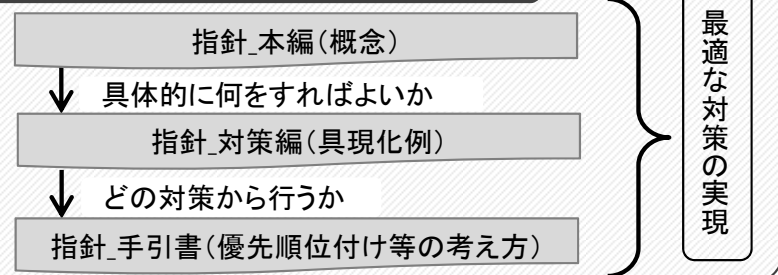 指針_本編(概念)
具体的に何をすればよいか
指針_対策編(具現化例)
どの対策から行うか
指針_手引書(優先順位付け等の考え方)
最適な対策の実現